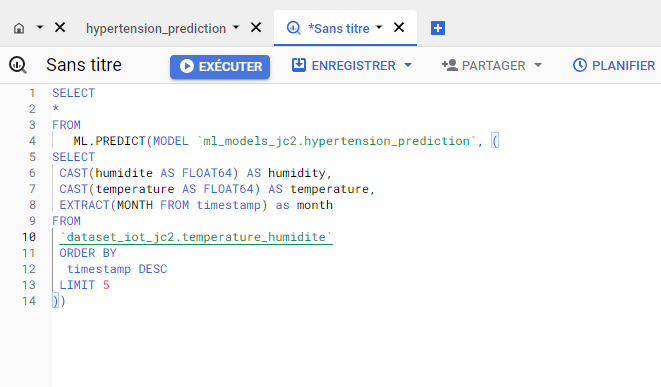 hypertension_prediction
*Sans titre
Sans titre
EXÉCUTER
ENREGISTRER
PARTAGER
PLANIFIER
1 SELECT
2 *
3 FROM
4 ML.PREDICT(MODEL `ml_models_jc2.hypertension_prediction`, (
5 SELECT
6 CAST(humidite AS FLOAT64) AS humidity,
7 CAST(temperature AS FLOAT64) AS temperature,
8 EXTRACT(MONTH FROM timestamp) as month
9 FROM
10 `dataset_iot_jc2.temperature_humidite`
11 ORDER BY
12 timestamp DESC
13 LIMIT 5
14 ))